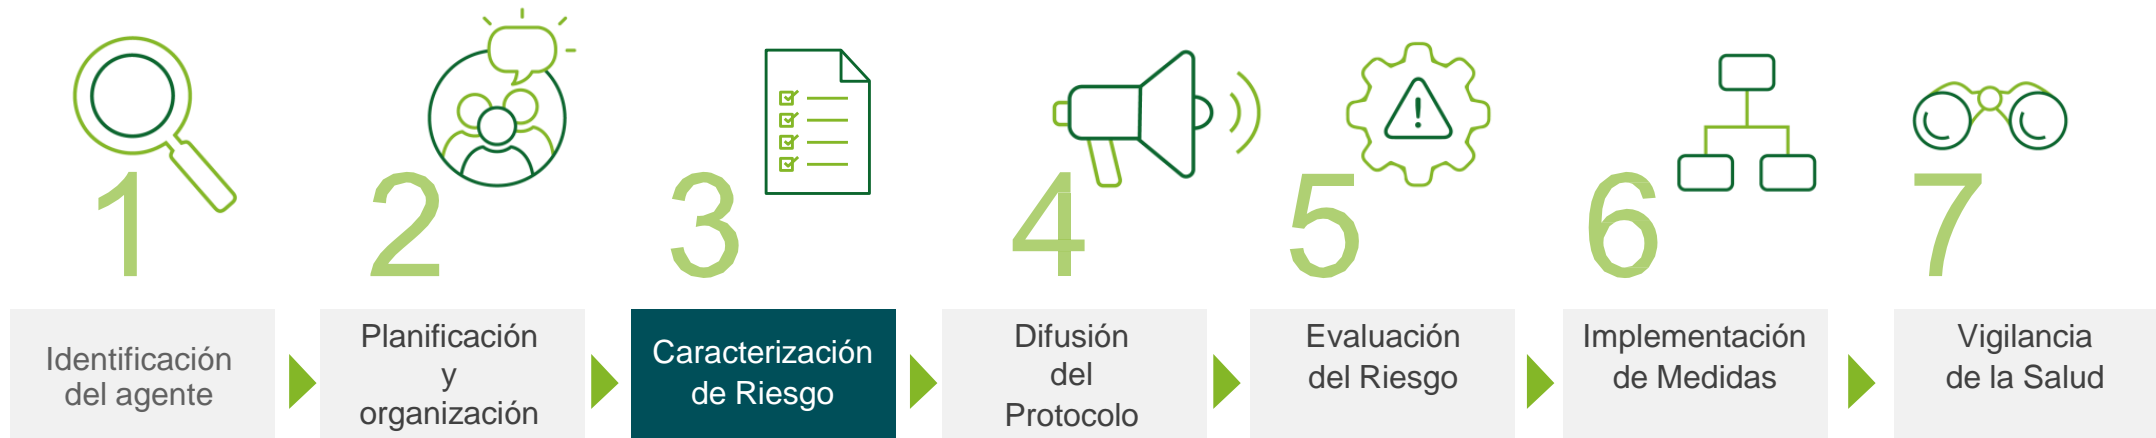 1
2
3
4
5
6
7
Identificación
del agente
Planificación
y
organización
Caracterización
de Riesgo
Difusión
del
Protocolo
Evaluación
del Riesgo
Implementación
de Medidas
Vigilancia
de la Salud